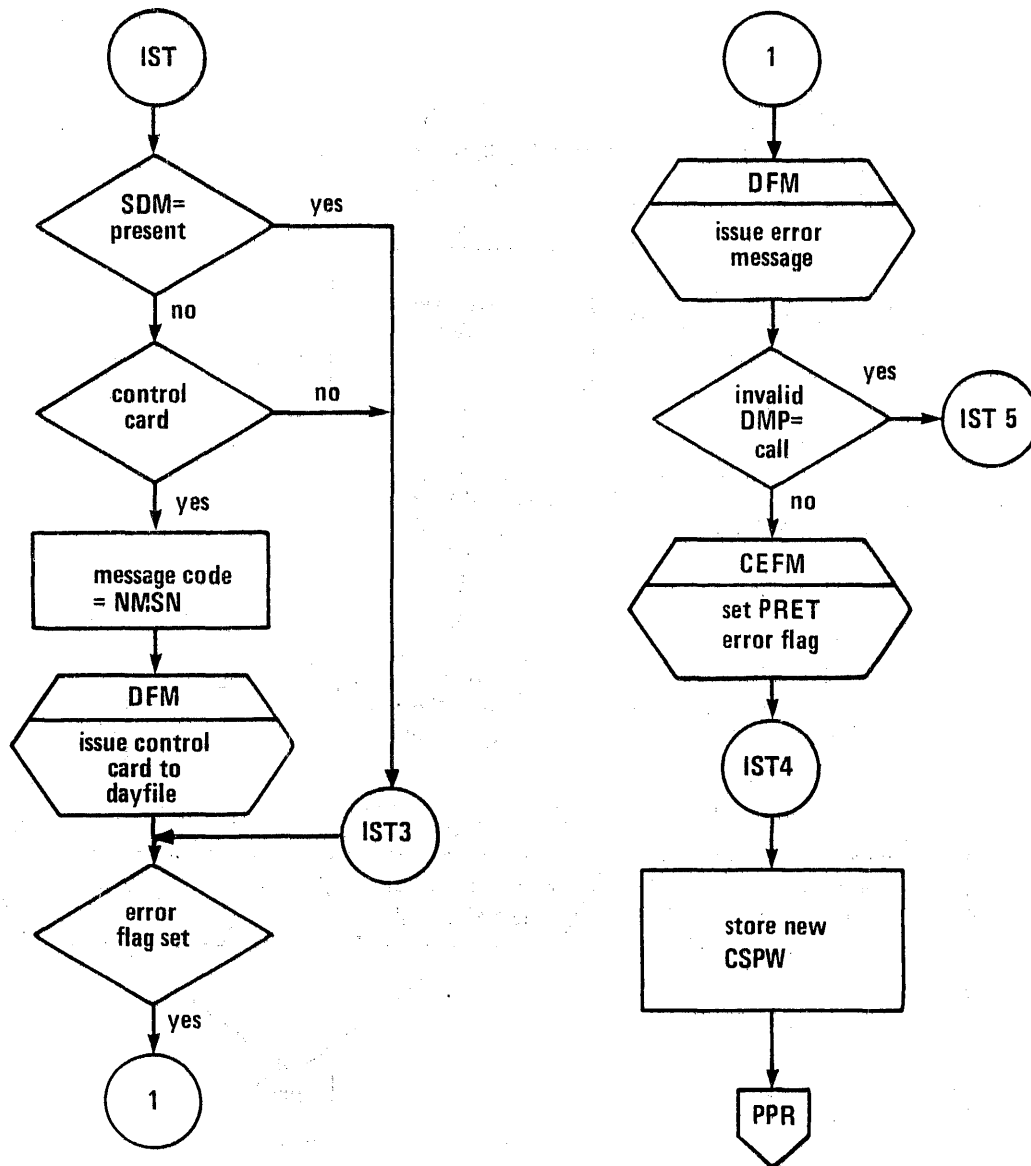 IST
SDM=
present
yes
no
control
card
no
yes
message code
= NMSN
DFM
issue control
card to
dayfile
IST3
error
flag set
yes
1
1
DFM
issue error
message
invalid
DMP=
call
yes
IST 5
no
CEFM
set PRET
error flag
IST4
store new
CSPW
PPR